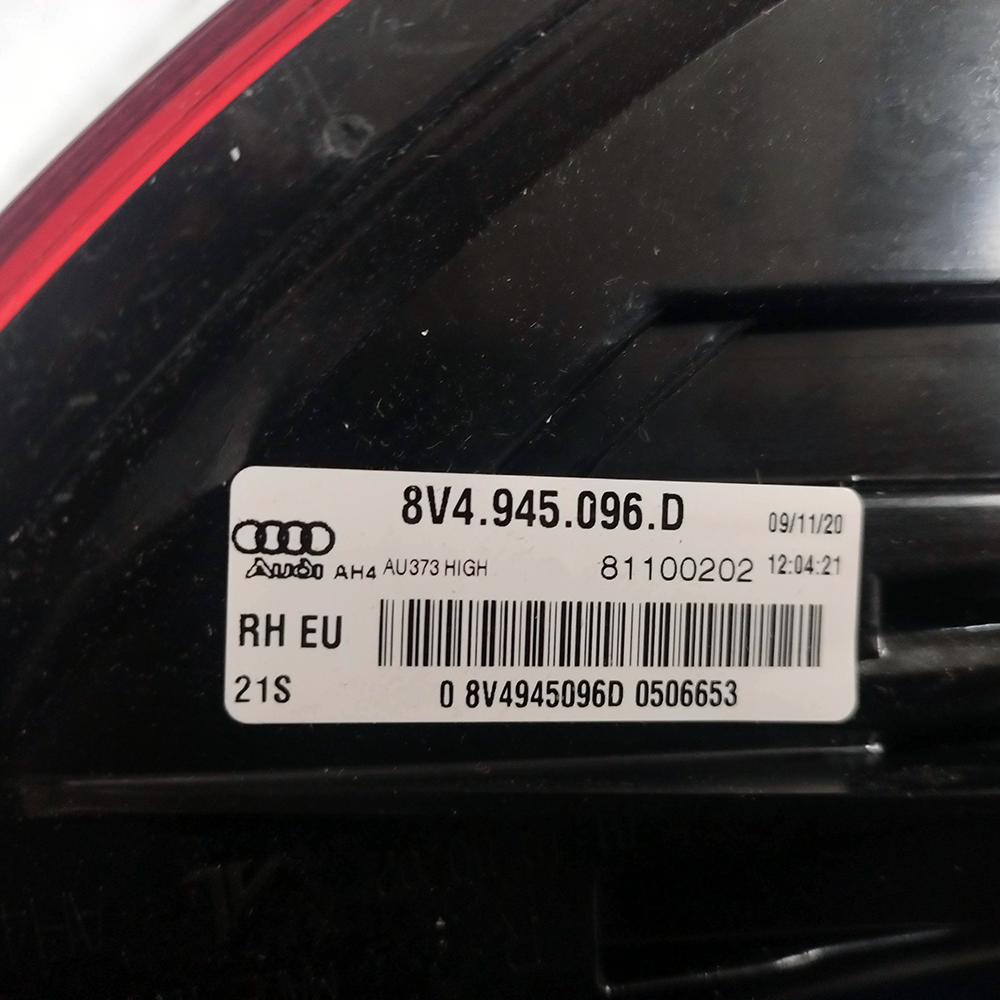 8V4.945.096.D
09/11/20
Audi AH4 AU373 HIGH 81100202 12:04:21
RH EU
21S
0 8V4945096D 0506653